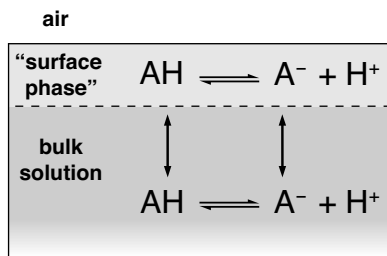 air
“surface phase”
AH ⇌ A⁻ + H⁺
bulk solution
AH ⇌ A⁻ + H⁺